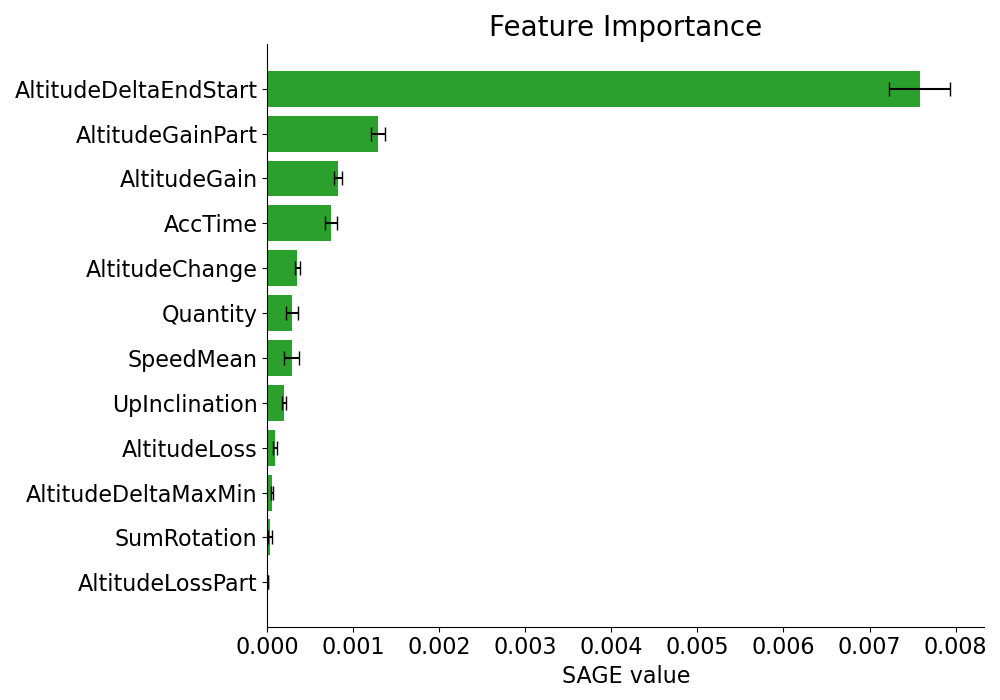 Feature Importance
AltitudeDeltaEndStart
AltitudeGainPart
AltitudeGain
AccTime
AltitudeChange
Quantity
SpeedMean
UpInclination
AltitudeLoss
AltitudeDeltaMaxMin
SumRotation
AltitudeLossPart
0.000 0.001 0.002 0.003 0.004 0.005 0.006 0.007 0.008
SAGE value